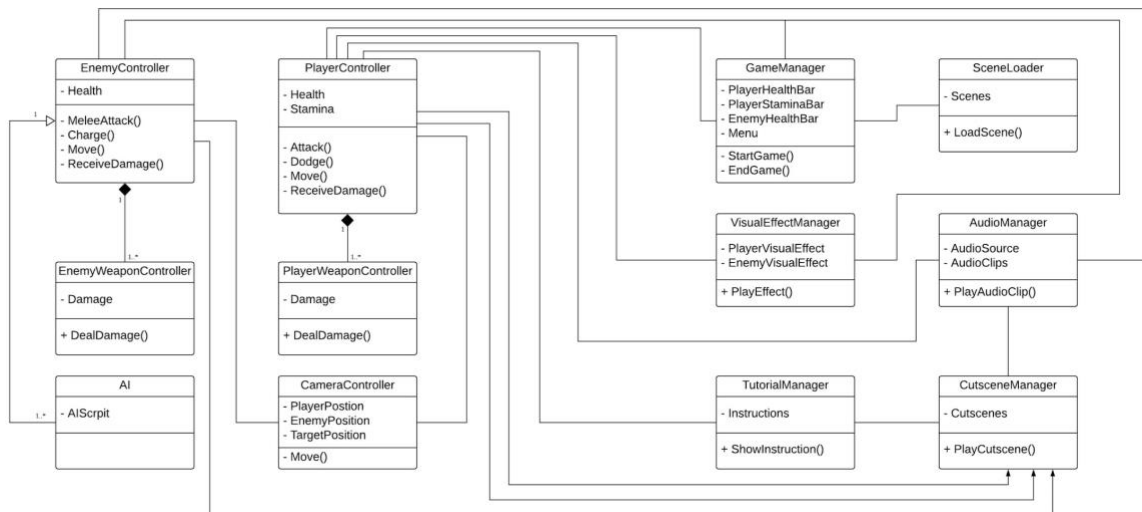 EnemyController
- Health
- MeleeAttack()
- Charge()
- Move()
- ReceiveDamage()
1
1
1..*
PlayerController
- Health
- Stamina
- Attack()
- Dodge()
- Move()
- ReceiveDamage()
1
1..*
GameManager
- PlayerHealthBar
- PlayerStaminaBar
- EnemyHealthBar
- Menu
- StartGame()
- EndGame()
SceneLoader
- Scenes
+ LoadScene()
EnemyWeaponController
- Damage
+ DealDamage()
PlayerWeaponController
- Damage
+ DealDamage()
VisualEffectManager
- PlayerVisualEffect
- EnemyVisualEffect
+ PlayEffect()
AudioManager
- AudioSource
- AudioClips
+ PlayAudioClip()
AI
- AIScrpit
1..*
CameraController
- PlayerPostion
- EnemyPosition
- TargetPosition
- Move()
TutorialManager
- Instructions
+ ShowInstruction()
CutsceneManager
- Cutscenes
+ PlayCutscene()